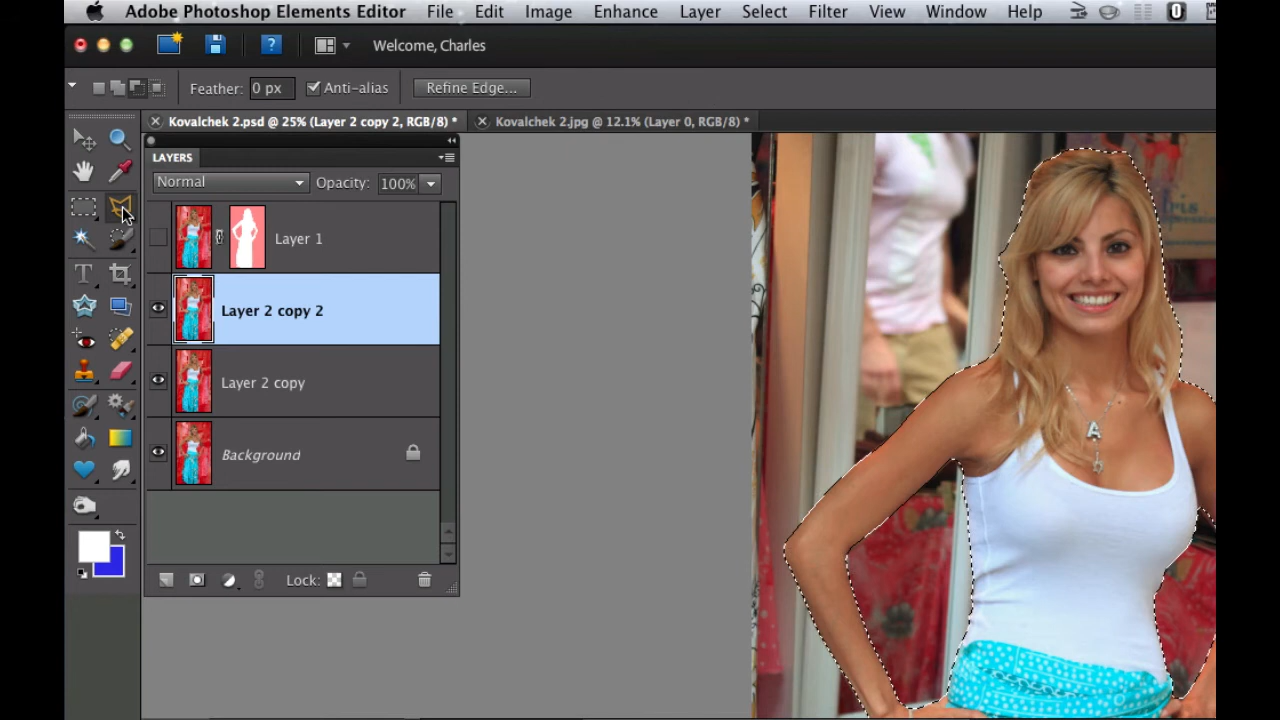 Adobe Photoshop Elements Editor File Edit Image Enhance Layer Select Filter View Window Help
Welcome, Charles
Feather: 0 px Anti-alias Refine Edge...
Kovalchek 2.psd @ 25% (Layer 2 copy 2, RGB/8) * Kovalchek 2.jpg @ 12.1% (Layer 0, RGB/8) *
LAYERS
Normal Opacity: 100%
Layer 1
Layer 2 copy 2
Layer 2 copy
Background
Lock:
T
A